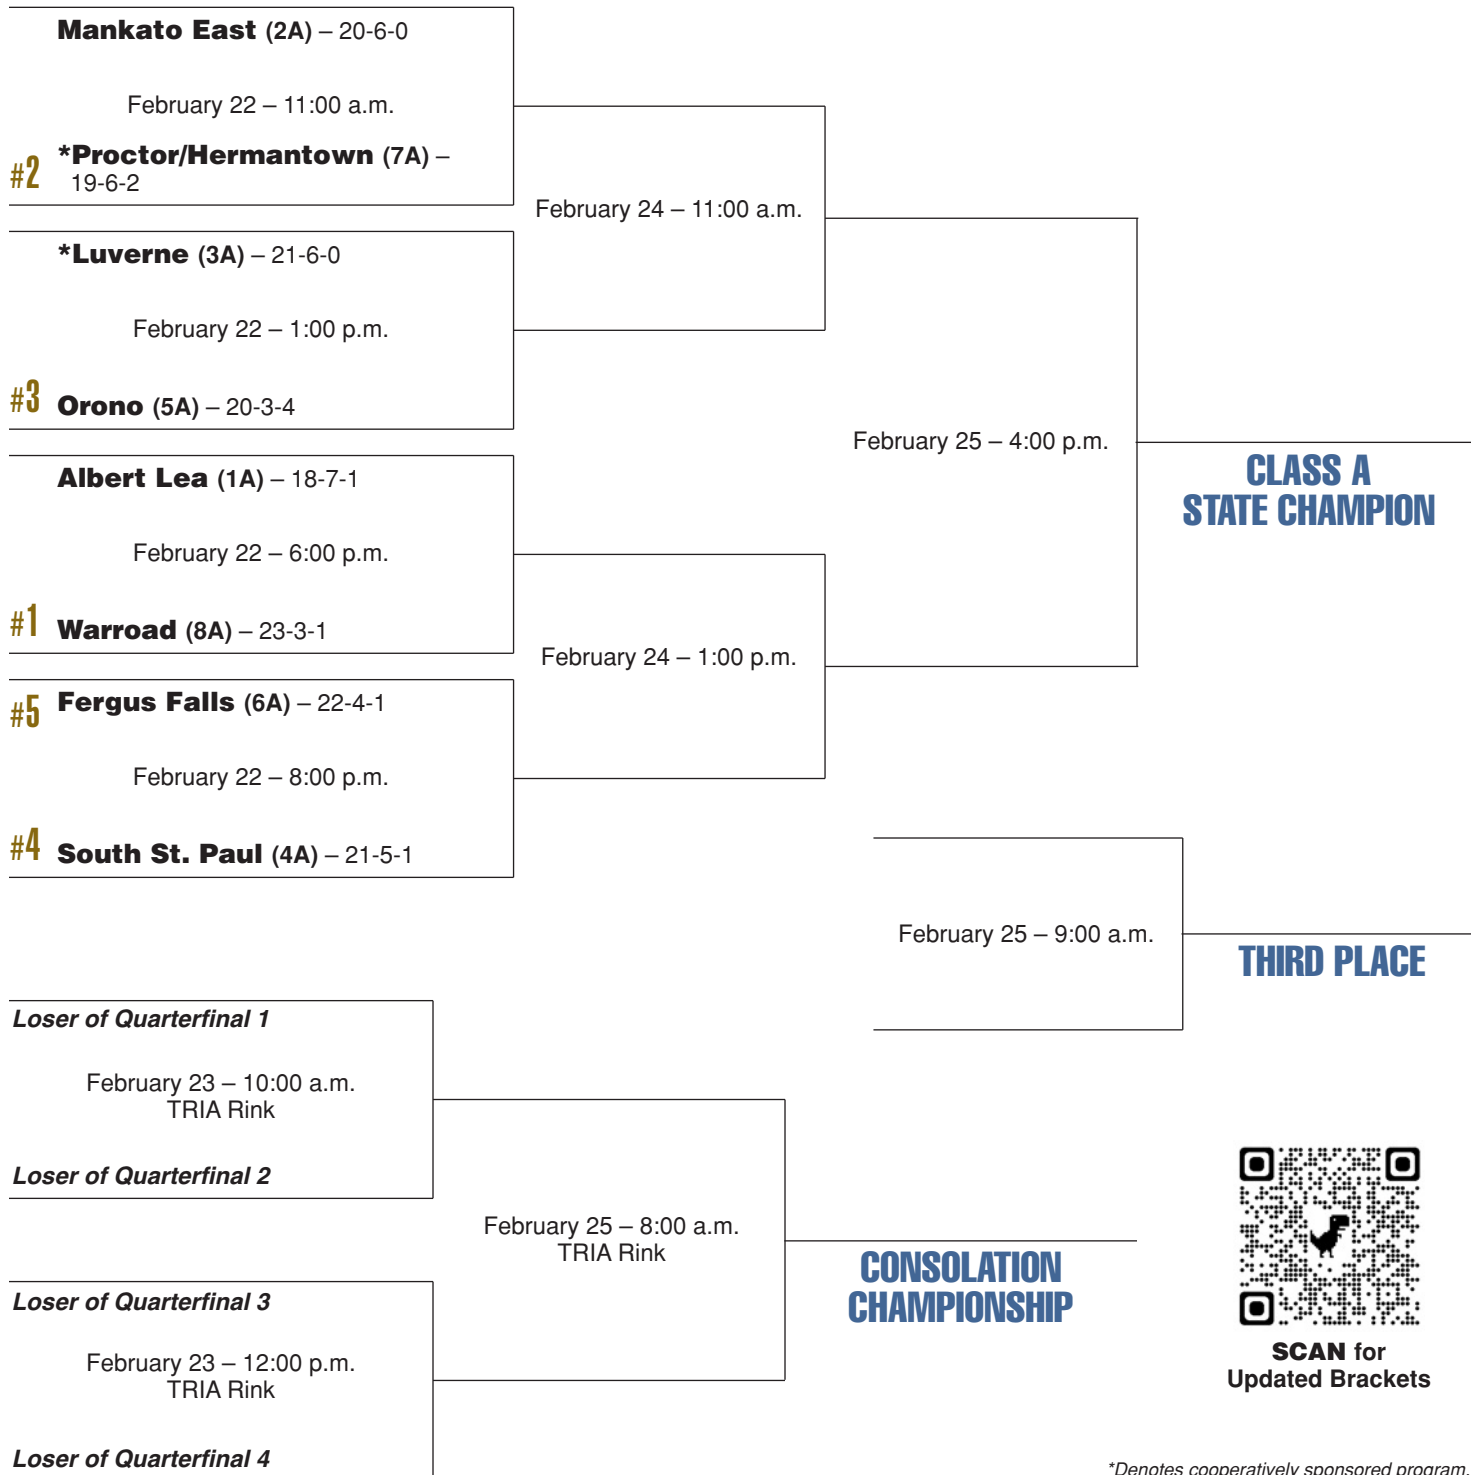 Mankato East (2A) – 20-6-0
February 22 – 11:00 a.m.
#2 *Proctor/Hermantown (7A) –
19-6-2
February 24 – 11:00 a.m.
*Luverne (3A) – 21-6-0
February 22 – 1:00 p.m.
#3 Orono (5A) – 20-3-4
February 25 – 4:00 p.m.
CLASS A
STATE CHAMPION
Albert Lea (1A) – 18-7-1
February 22 – 6:00 p.m.
#1 Warroad (8A) – 23-3-1
February 24 – 1:00 p.m.
#5 Fergus Falls (6A) – 22-4-1
February 22 – 8:00 p.m.
#4 South St. Paul (4A) – 21-5-1
February 25 – 9:00 a.m.
THIRD PLACE
Loser of Quarterfinal 1
February 23 – 10:00 a.m.
TRIA Rink
Loser of Quarterfinal 2
February 25 – 8:00 a.m.
TRIA Rink
CONSOLATION
CHAMPIONSHIP
Loser of Quarterfinal 3
February 23 – 12:00 p.m.
TRIA Rink
Loser of Quarterfinal 4
SCAN for
Updated Brackets
*Denotes cooperatively sponsored program.